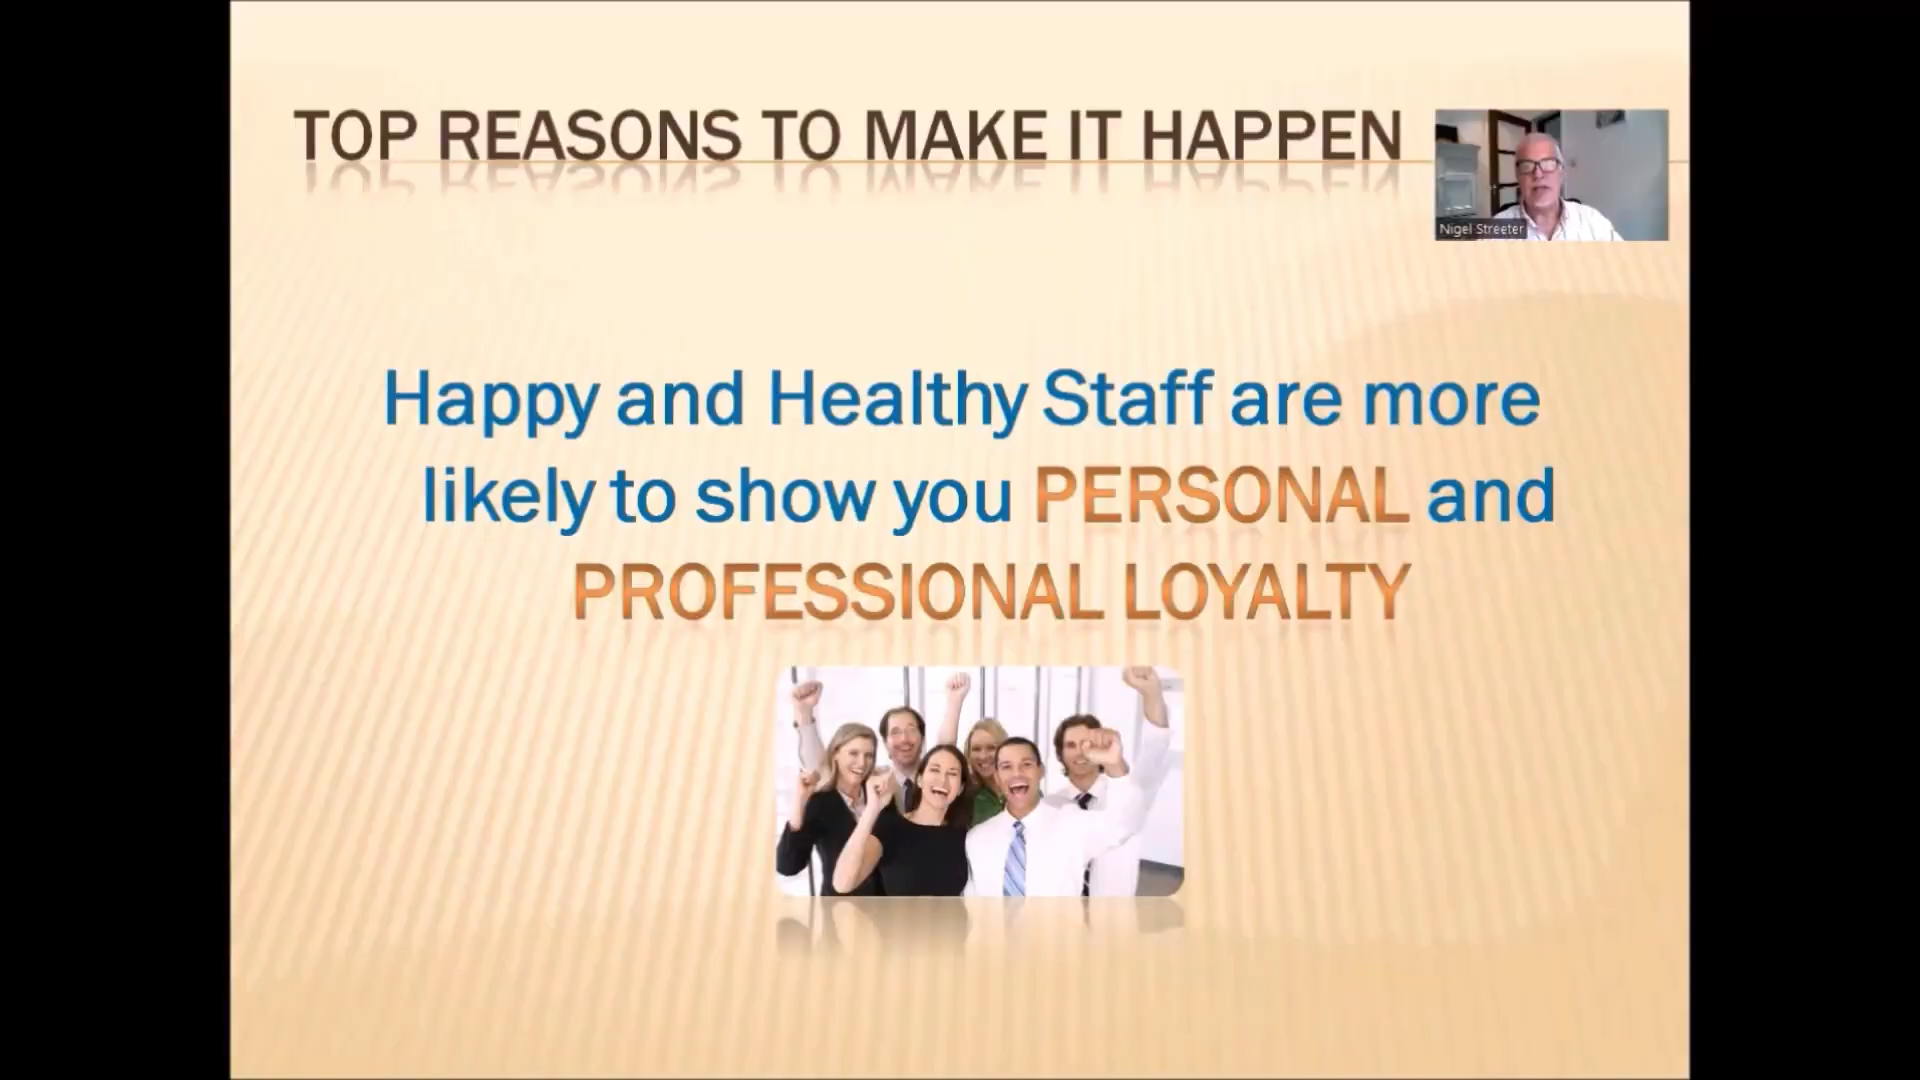 TOP REASONS TO MAKE IT HAPPEN
Nigel Streeter
Happy and Healthy Staff are more
likely to show you PERSONAL and
PROFESSIONAL LOYALTY